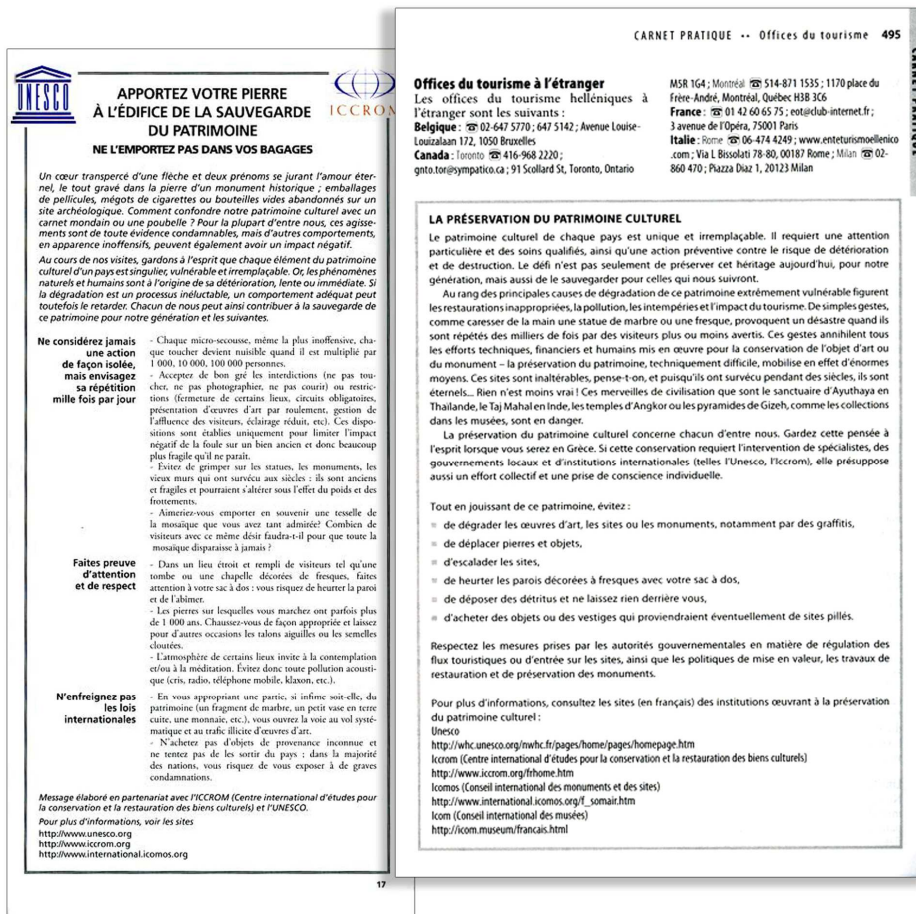 UNESCO
ICCROM
APPORTEZ VOTRE PIERRE
À L'ÉDIFICE DE LA SAUVEGARDE
DU PATRIMOINE
NE L'EMPORTEZ PAS DANS VOS BAGAGES
Un cœur transpercé d'une flèche et deux prénoms se jurant l'amour éter-
nel, le tout gravé dans la pierre d'un monument historique ; emballages
de pellicules, mégots de cigarettes ou bouteilles vides abandonnés sur un
site archéologique. Comment confondre notre patrimoine culturel avec un
carnet mondain ou une poubelle ? Pour la plupart d'entre nous, ces agisse-
ments sont de toute évidence condamnables, mais d'autres comportements,
en apparence inoffensifs, peuvent également avoir un impact négatif.
Au cours de nos visites, gardons à l'esprit que chaque élément du patrimoine
culturel d'un pays est singulier, vulnérable et irremplaçable. Or, les phénomènes
naturels et humains sont à l'origine de sa détérioration, lente ou immédiate. Si
la dégradation est un processus inéluctable, un comportement adéquat peut
toutefois le retarder. Chacun de nous peut ainsi contribuer à la sauvegarde de
ce patrimoine pour notre génération et les suivantes.
Ne considérez jamais
une action
de façon isolée,
mais envisagez
sa répétition
mille fois par jour
- Chaque micro-secousse, même la plus inoffensive, cha-
que toucher devient nuisible quand il est multiplié par
1 000, 10 000, 100 000 personnes.
- Acceptez de bon gré les interdictions (ne pas tou-
cher, ne pas photographier, ne pas courir) ou restric-
tions (fermeture de certains lieux, circuits obligatoires,
présentation d'œuvres d'art par roulement, gestion de
l'affluence des visiteurs, éclairage réduit, etc). Ces dispo-
sitions sont établies uniquement pour limiter l'impact
négatif de la foule sur un bien ancien et donc beaucoup
plus fragile qu'il ne paraît.
- Évitez de grimper sur les statues, les monuments, les
vieux murs qui ont survécu aux siècles : ils sont anciens
et fragiles et pourraient s'altérer sous l'effet du poids et des
frottements.
- Aimeriez-vous emporter en souvenir une tesselle de
la mosaïque que vous avez tant admirée? Combien de
visiteurs avec ce même désir faudra-t-il pour que toute la
mosaïque disparaisse à jamais ?
Faites preuve
d'attention
et de respect
- Dans un lieu étroit et rempli de visiteurs tel qu'une
tombe ou une chapelle décorées de fresques, faites
attention à votre sac à dos : vous risquez de heurter la paroi
et de l'abîmer.
- Les pierres sur lesquelles vous marchez ont parfois plus
de 1 000 ans. Chaussez-vous de façon appropriée et laissez
pour d'autres occasions les talons aiguilles ou les semelles
cloutées.
- L'atmosphère de certains lieux invite à la contemplation
et/ou à la méditation. Évitez donc toute pollution acousti-
que (cris, radio, téléphone mobile, klaxon, etc.).
N'enfreignez pas
les lois
internationales
- En vous appropriant une partie, si infime soit-elle, du
patrimoine (un fragment de marbre, un petit vase en terre
cuite, une monnaie, etc.), vous ouvrez la voie au vol systé-
matique et au trafic illicite d'œuvres d'art.
- N'achetez pas d'objets de provenance inconnue et
ne tentez pas de les sortir du pays ; dans la majorité
des nations, vous risquez de vous exposer à de graves
condamnations.
Message élaboré en partenariat avec l'ICCROM (Centre international d'études pour
la conservation et la restauration des biens culturels) et l'UNESCO.
Pour plus d'informations, voir les sites
http://www.unesco.org
http://www.iccrom.org
http://www.international.icomos.org
17
CARNET PRATIQUE •• Offices du tourisme 495
Offices du tourisme à l'étranger
Les offices du tourisme helléniques à
l'étranger sont les suivants :
Belgique : ☎ 02-647 5770 ; 647 5142 ; Avenue Louise-
Louizalaan 172, 1050 Bruxelles
Canada : Toronto ☎ 416-968 2220 ;
gnto.tor@sympatico.ca ; 91 Scollard St, Toronto, Ontario
M5R 1G4 ; Montréal ☎ 514-871 1535 ; 1170 place du
Frère-André, Montréal, Québec H3B 3C6
France : ☎ 01 42 60 65 75 ; eot@club-internet.fr ;
3 avenue de l'Opéra, 75001 Paris
Italie : Rome ☎ 06-474 4249 ; www.enteturismoellenico
.com ; Via L Bissolati 78-80, 00187 Rome ; Milan ☎ 02-
860 470 ; Piazza Diaz 1, 20123 Milan
LA PRÉSERVATION DU PATRIMOINE CULTUREL
Le patrimoine culturel de chaque pays est unique et irremplaçable. Il requiert une attention
particulière et des soins qualifiés, ainsi qu'une action préventive contre le risque de détérioration
et de destruction. Le défi n'est pas seulement de préserver cet héritage aujourd'hui, pour notre
génération, mais aussi de le sauvegarder pour celles qui nous suivront.
Au rang des principales causes de dégradation de ce patrimoine extrêmement vulnérable figurent
les restaurations inappropriées, la pollution, les intempéries et l'impact du tourisme. De simples gestes,
comme caresser de la main une statue de marbre ou une fresque, provoquent un désastre quand ils
sont répétés des milliers de fois par des visiteurs plus ou moins avertis. Ces gestes annihilent tous
les efforts techniques, financiers et humains mis en œuvre pour la conservation de l'objet d'art ou
du monument – la préservation du patrimoine, techniquement difficile, mobilise en effet d'énormes
moyens. Ces sites sont inaltérables, pense-t-on, et puisqu'ils ont survécu pendant des siècles, ils sont
éternels... Rien n'est moins vrai ! Ces merveilles de civilisation que sont le sanctuaire d'Ayuthaya en
Thaïlande, le Taj Mahal en Inde, les temples d'Angkor ou les pyramides de Gizeh, comme les collections
dans les musées, sont en danger.
La préservation du patrimoine culturel concerne chacun d'entre nous. Gardez cette pensée à
l'esprit lorsque vous serez en Grèce. Si cette conservation requiert l'intervention de spécialistes, des
gouvernements locaux et d'institutions internationales (telles l'Unesco, l'Iccrom), elle présuppose
aussi un effort collectif et une prise de conscience individuelle.
Tout en jouissant de ce patrimoine, évitez :
de dégrader les œuvres d'art, les sites ou les monuments, notamment par des graffitis,
de déplacer pierres et objets,
d'escalader les sites,
de heurter les parois décorées à fresques avec votre sac à dos,
de déposer des détritus et ne laissez rien derrière vous,
d'acheter des objets ou des vestiges qui proviendraient éventuellement de sites pillés.
Respectez les mesures prises par les autorités gouvernementales en matière de régulation des
flux touristiques ou d'entrée sur les sites, ainsi que les politiques de mise en valeur, les travaux de
restauration et de préservation des monuments.
Pour plus d'informations, consultez les sites (en français) des institutions œuvrant à la préservation
du patrimoine culturel :
Unesco
http://whc.unesco.org/nwhc.fr/pages/home/pages/homepage.htm
Iccrom (Centre international d'études pour la conservation et la restauration des biens culturels)
http://www.iccrom.org/frhome.htm
Icomos (Conseil international des monuments et des sites)
http://www.international.icomos.org/f_somair.htm
Icom (Conseil international des musées)
http://icom.museum/francais.html